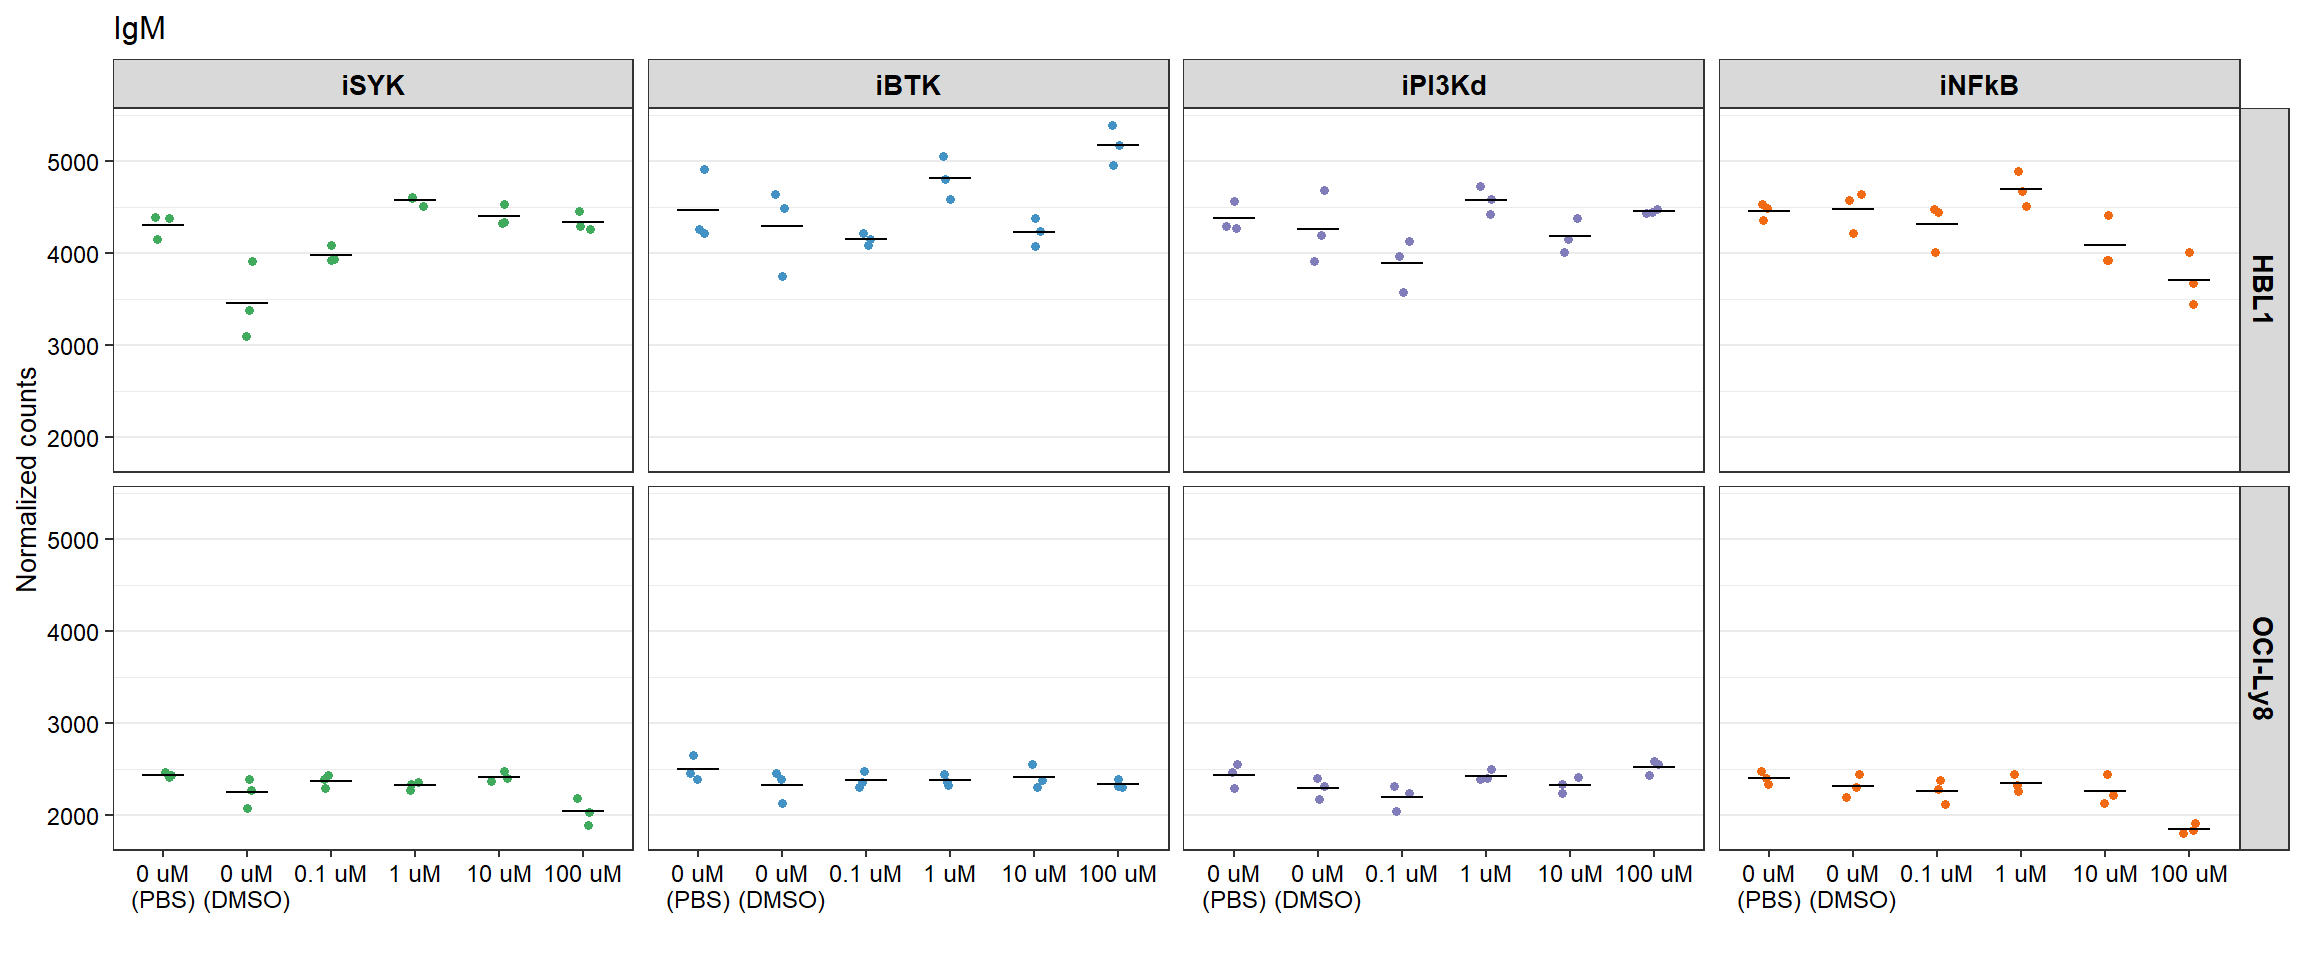 IgM
iSYK iBTK iPI3Kd iNFkB
5000
4000
3000
2000
HBL1
Normalized counts
5000
4000
3000
2000
OCI-Ly8
0 uM 0 uM 0.1 uM 1 uM 10 uM 100 uM 0 uM 0 uM 0.1 uM 1 uM 10 uM 100 uM 0 uM 0 uM 0.1 uM 1 uM 10 uM 100 uM 0 uM 0 uM 0.1 uM 1 uM 10 uM 100 uM
(PBS) (DMSO) (PBS) (DMSO) (PBS) (DMSO) (PBS) (DMSO)